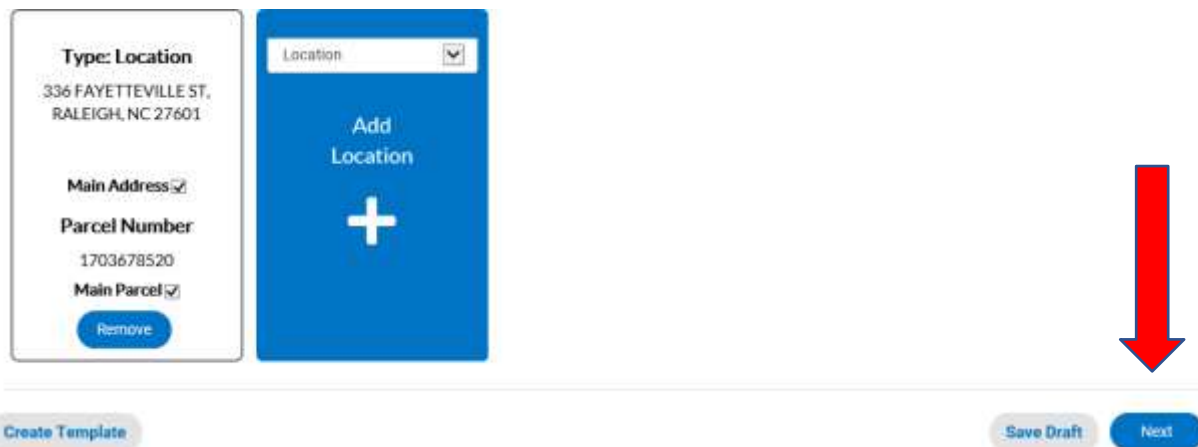 Type: Location
336 FAYETTEVILLE ST,
RALEIGH, NC 27601
Main Address
Parcel Number
1703678520
Main Parcel
Remove
Location
Add
Location
Create Template
Save Draft
Next